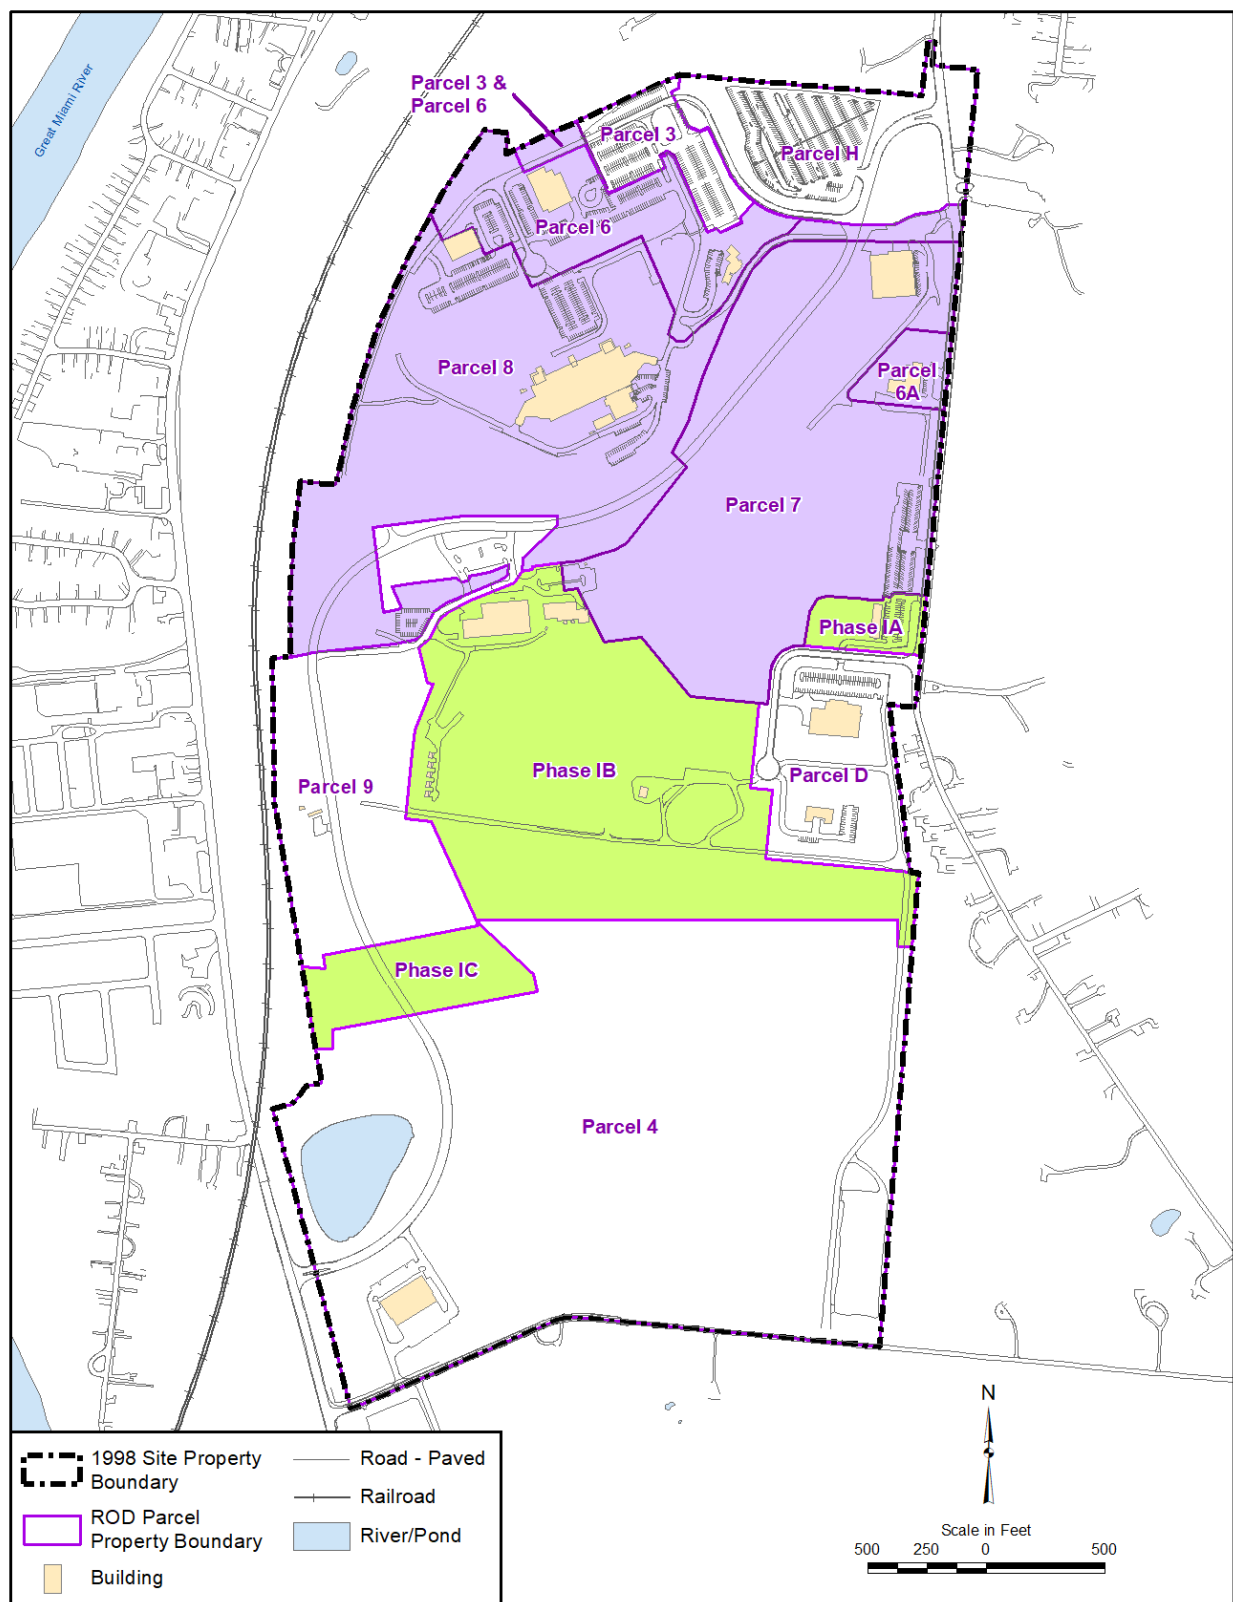 Great Miami River
Parcel 3 &
Parcel 6
Parcel 3
Parcel H
Parcel 6
Parcel 8
Parcel
6A
Parcel 7
Phase IA
Phase IB
Parcel D
Parcel 9
Phase IC
Parcel 4
1998 Site Property
Boundary
ROD Parcel
Property Boundary
Building
Road - Paved
Railroad
River/Pond
N
Scale in Feet
500 250 0 500